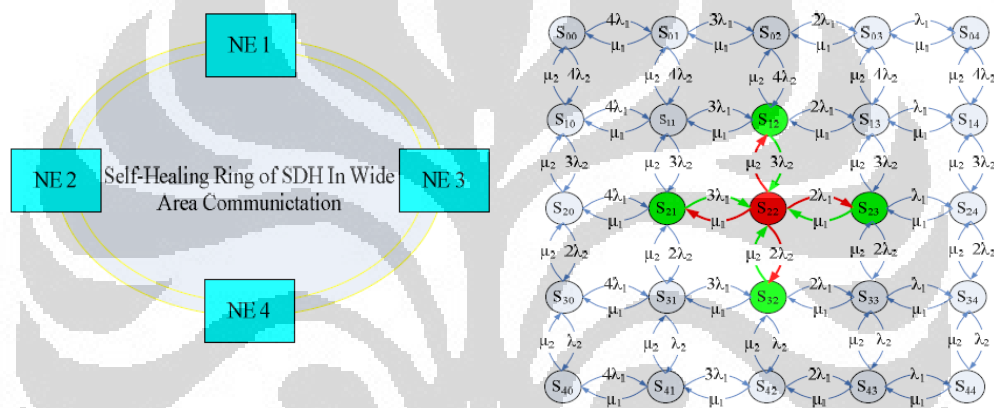 NE 1
NE 2
Self-Healing Ring of SDH In Wide
Area Communictation
NE 3
NE 4
4λ₁ 3λ₁ 2λ₁ λ₁
S₀₀ S₀₁ S₀₂ S₀₃ S₀₄
μ₁ μ₁ μ₁ μ₁
μ₂ 4λ₂ μ₂ 4λ₂ μ₂ 4λ₂ μ₂ 4λ₂ μ₂ 4λ₂
4λ₁ 3λ₁ 2λ₁ λ₁
S₁₀ S₁₁ S₁₂ S₁₃ S₁₄
μ₁ μ₁ μ₁ μ₁
μ₂ 3λ₂ μ₂ 3λ₂ μ₂ 3λ₂ μ₂ 3λ₂ μ₂ 3λ₂
4λ₁ 3λ₁ 2λ₁ λ₁
S₂₀ S₂₁ S₂₂ S₂₃ S₂₄
μ₁ μ₁ μ₁ μ₁
μ₂ 2λ₂ μ₂ 2λ₂ μ₂ 2λ₂ μ₂ 2λ₂ μ₂ 2λ₂
4λ₁ 3λ₁ 2λ₁ λ₁
S₃₀ S₃₁ S₃₂ S₃₃ S₃₄
μ₁ μ₁ μ₁ μ₁
μ₂ λ₂ μ₂ λ₂ μ₂ λ₂ μ₂ λ₂ μ₂ λ₂
4λ₁ 3λ₁ 2λ₁ λ₁
S₄₀ S₄₁ S₄₂ S₄₃ S₄₄
μ₁ μ₁ μ₁ μ₁